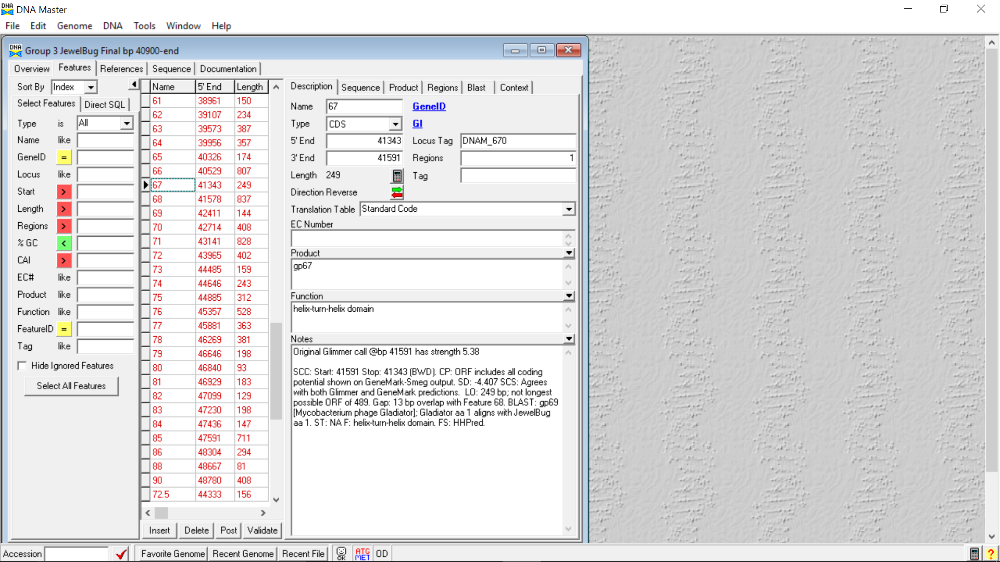 DNA Master
File Edit Genome DNA Tools Window Help
Group 3 JewelBug Final bp 40900-end
Overview Features References Sequence Documentation
Sort By Index
Select Features Direct SQL
Type is All
Name like
GeneID =
Locus like
Start >
Length >
Regions >
% GC <
CAI >
EC# like
Product like
Function like
FeatureID =
Tag like
Hide Ignored Features
Select All Features
Name 5' End Length
61 38961 150
62 39107 234
63 39573 387
64 39956 357
65 40326 174
66 40529 807
67 41343 249
68 41578 837
69 42411 144
70 42714 408
71 43141 828
72 43965 402
73 44485 159
74 44646 243
75 44885 312
76 45357 528
77 45881 363
78 46269 381
79 46646 198
80 46840 93
81 46929 183
82 47099 129
83 47230 198
84 47436 147
85 47591 711
86 48304 294
88 48667 81
90 48780 408
72.5 44333 156
Insert Delete Post Validate
Description Sequence Product Regions Blast Context
Name 67 GeneID
Type CDS GI
5' End 41343 Locus Tag DNAM_670
3' End 41591 Regions 1
Length 249 Tag
Direction Reverse
Translation Table Standard Code
EC Number
Product
gp67
Function
helix-turn-helix domain
Notes
Original Glimmer call @bp 41591 has strength 5.38
SCC: Start: 41591 Stop: 41343 (BWD). CP: ORF includes all coding
potential shown on GeneMark-Smeg output. SD: -4.407 SCS: Agrees
with both Glimmer and GeneMark predictions.  LO: 249 bp; not longest
possible ORF of 489. Gap: 13 bp overlap with Feature 68. BLAST: gp69
[Mycobacterium phage Gladiator]; Gladiator aa 1 aligns with JewelBug
aa 1. ST: NA F: helix-turn-helix domain. FS: HHPred.
Accession Favorite Genome Recent Genome Recent File OK ATG MET OD ?